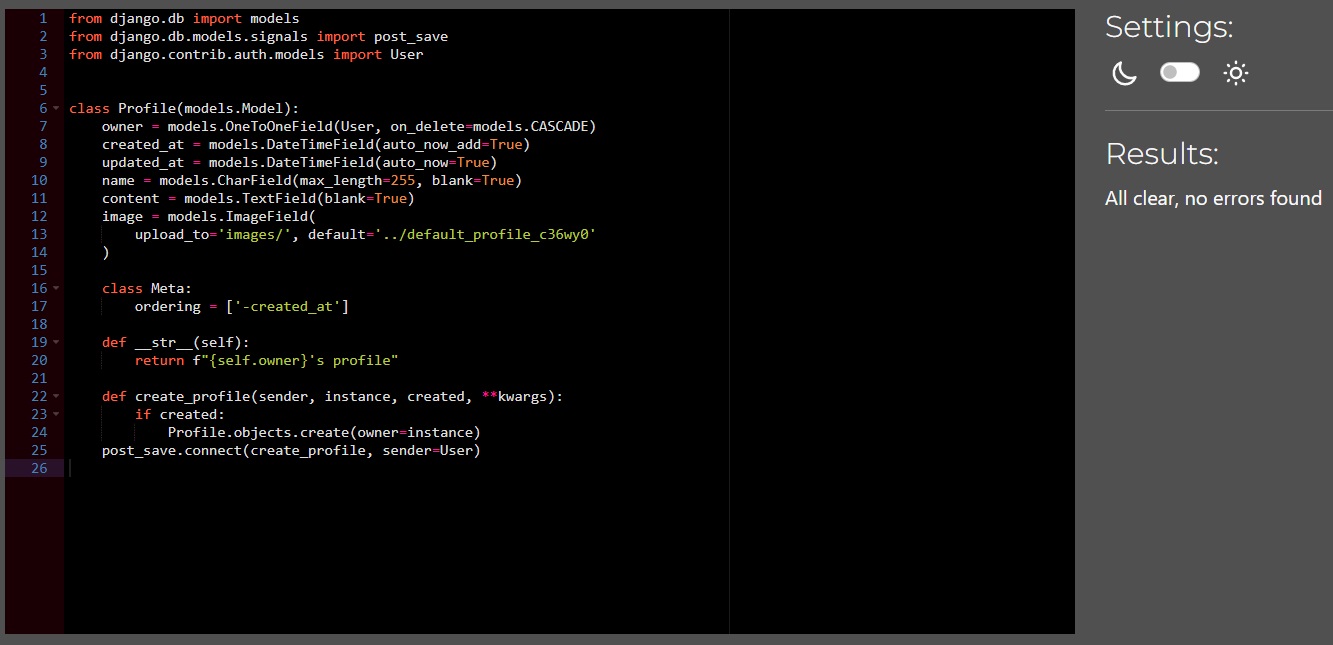 1 from django.db import models
2 from django.db.models.signals import post_save
3 from django.contrib.auth.models import User
4
5
6 class Profile(models.Model):
7     owner = models.OneToOneField(User, on_delete=models.CASCADE)
8     created_at = models.DateTimeField(auto_now_add=True)
9     updated_at = models.DateTimeField(auto_now=True)
10     name = models.CharField(max_length=255, blank=True)
11     content = models.TextField(blank=True)
12     image = models.ImageField(
13         upload_to='images/', default='../default_profile_c36wy0'
14     )
15
16     class Meta:
17         ordering = ['-created_at']
18
19     def __str__(self):
20         return f"{self.owner}'s profile"
21
22     def create_profile(sender, instance, created, **kwargs):
23         if created:
24             Profile.objects.create(owner=instance)
25     post_save.connect(create_profile, sender=User)
26
Settings:
Results:
All clear, no errors found